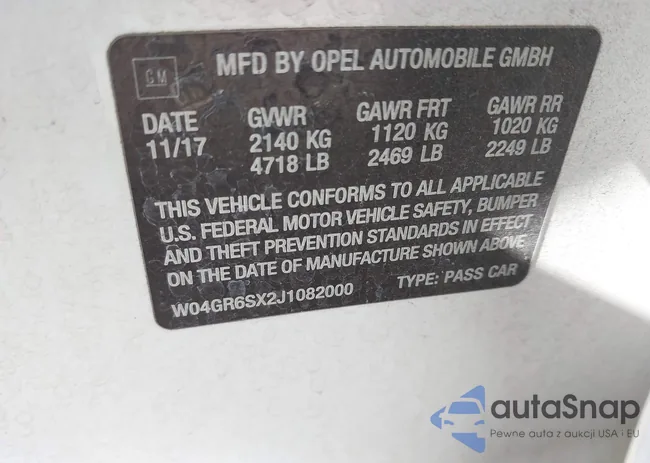 GM
MFD BY OPEL AUTOMOBILE GMBH
DATE GVWR GAWR FRT GAWR RR
11/17 2140 KG 1120 KG 1020 KG
4718 LB 2469 LB 2249 LB
THIS VEHICLE CONFORMS TO ALL APPLICABLE
U.S. FEDERAL MOTOR VEHICLE SAFETY, BUMPER
AND THEFT PREVENTION STANDARDS IN EFFECT
ON THE DATE OF MANUFACTURE SHOWN ABOVE
W04GR6SX2J1082000 TYPE: PASS CAR
autaSnap
Pewne auta z aukcji USA i EU